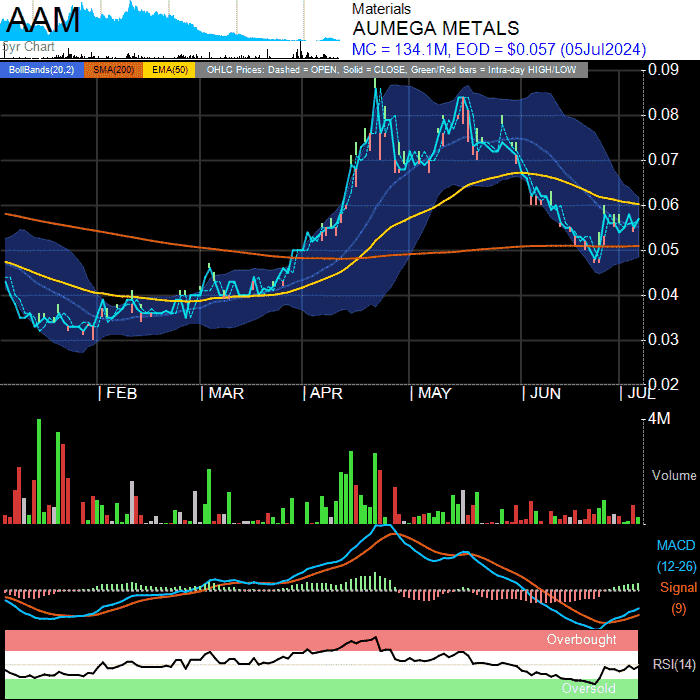 AAM
5yr Chart
Materials
AUMEGA METALS
MC = 134.1M, EOD = $0.057 (05Jul2024)
BollBands(20,2) SMA(200) EMA(50) OHLC Prices: Dashed = OPEN, Solid = CLOSE, Green/Red bars = Intra-day HIGH/LOW
0.09
0.08
0.07
0.06
0.05
0.04
0.03
0.02
FEB MAR APR MAY JUN JUL
4M
Volume
MACD
(12-26)
Signal
(9)
Overbought
RSI(14)
Oversold